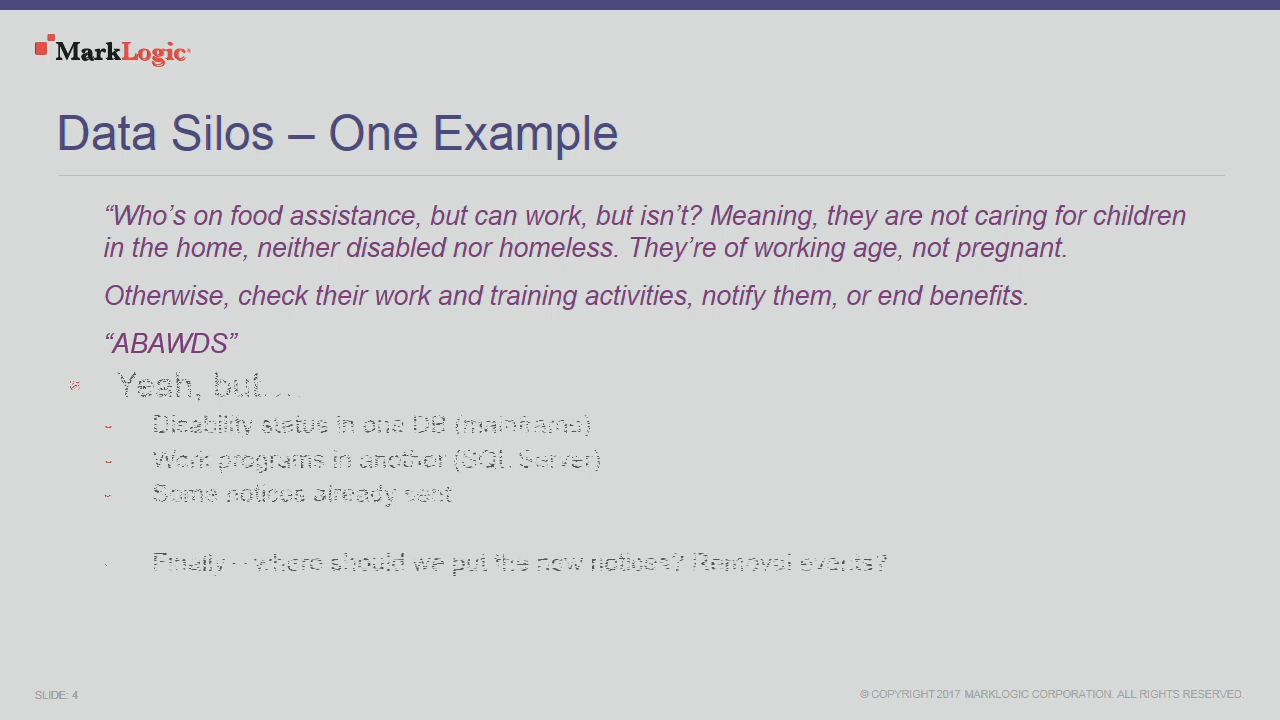 MarkLogic
Data Silos – One Example
“Who’s on food assistance, but can work, but isn’t? Meaning, they are not caring for children
in the home, neither disabled nor homeless. They’re of working age, not pregnant.
Otherwise, check their work and training activities, notify them, or end benefits.
“ABAWDS”
Yeah, but….
- Disability status in one DB (mainframe)
- Work programs in another (SQL Server)
- Some notices already sent
- Finally – where should we put the new notices? Removal events?
SLIDE: 4
© COPYRIGHT 2017 MARKLOGIC CORPORATION. ALL RIGHTS RESERVED.